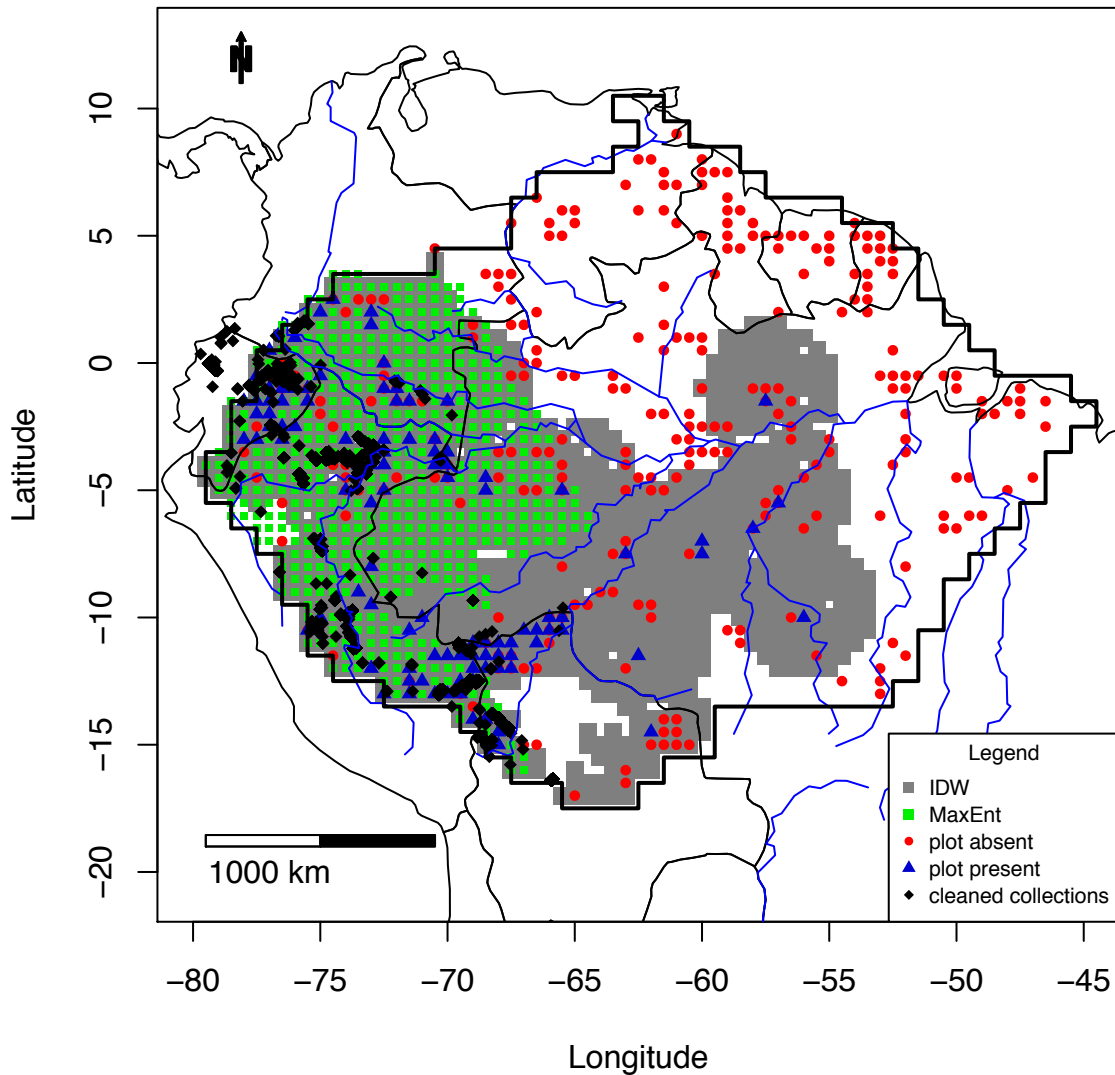 N
10
5
0
−5
−10
−15
−20
Latitude
1000 km
Legend
IDW
MaxEnt
plot absent
plot present
cleaned collections
−80 −75 −70 −65 −60 −55 −50 −45
Longitude